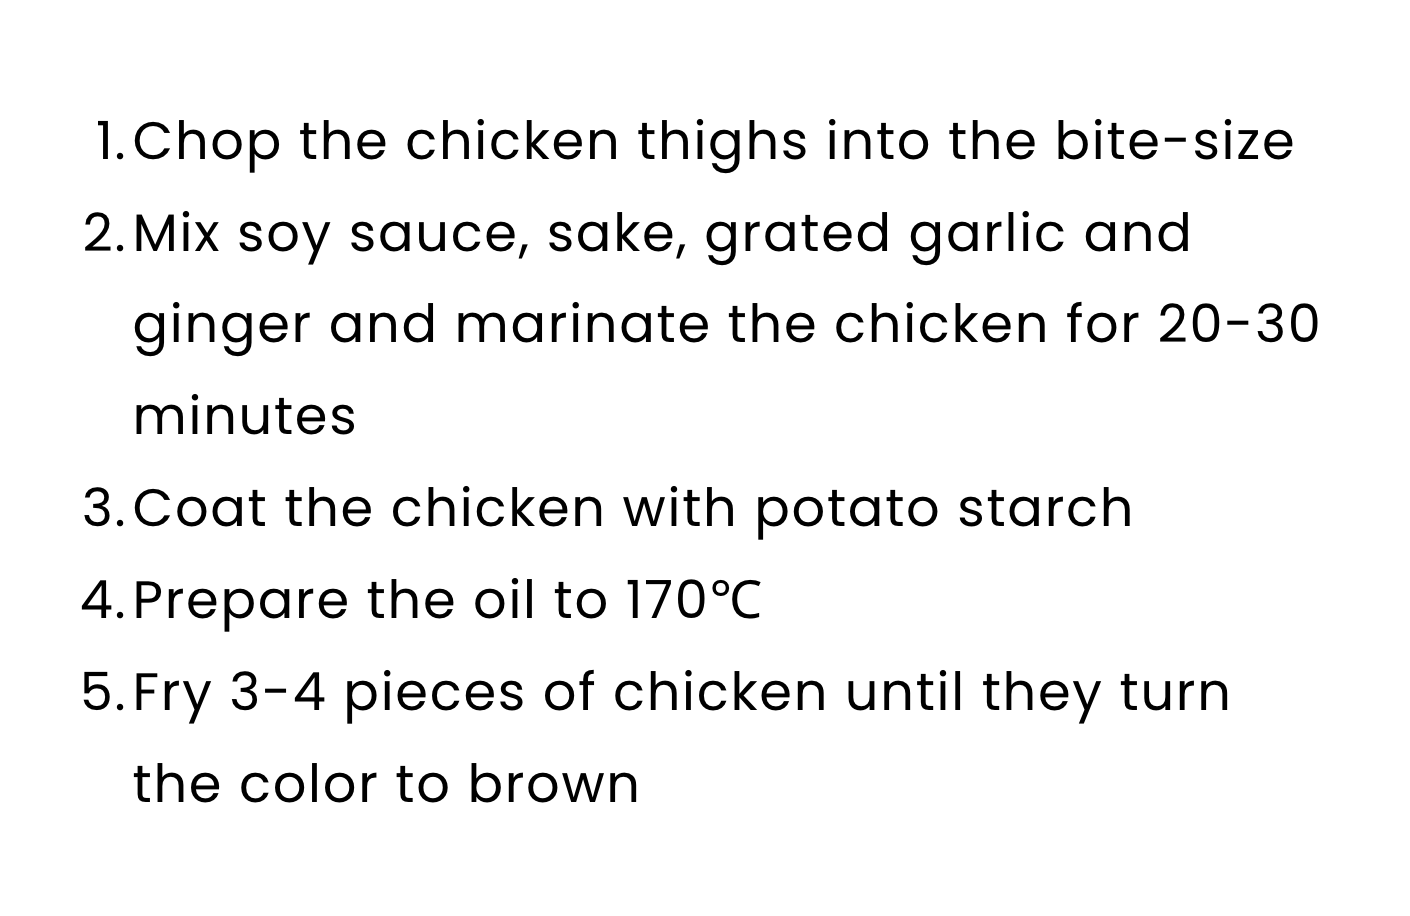 1. Chop the chicken thighs into the bite-size
2. Mix soy sauce, sake, grated garlic and
ginger and marinate the chicken for 20-30
minutes
3. Coat the chicken with potato starch
4. Prepare the oil to 170℃
5. Fry 3-4 pieces of chicken until they turn
the color to brown